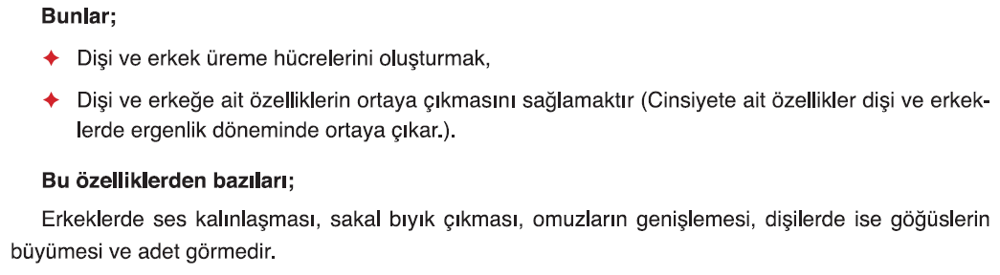 Bunlar;
Dişi ve erkek üreme hücrelerini oluşturmak,
Dişi ve erkeğe ait özelliklerin ortaya çıkmasını sağlamaktır (Cinsiyete ait özellikler dişi ve erkek-
lerde ergenlik döneminde ortaya çıkar.).
Bu özelliklerden bazıları;
Erkeklerde ses kalınlaşması, sakal bıyık çıkması, omuzların genişlemesi, dişilerde ise göğüslerin
büyümesi ve adet görmedir.